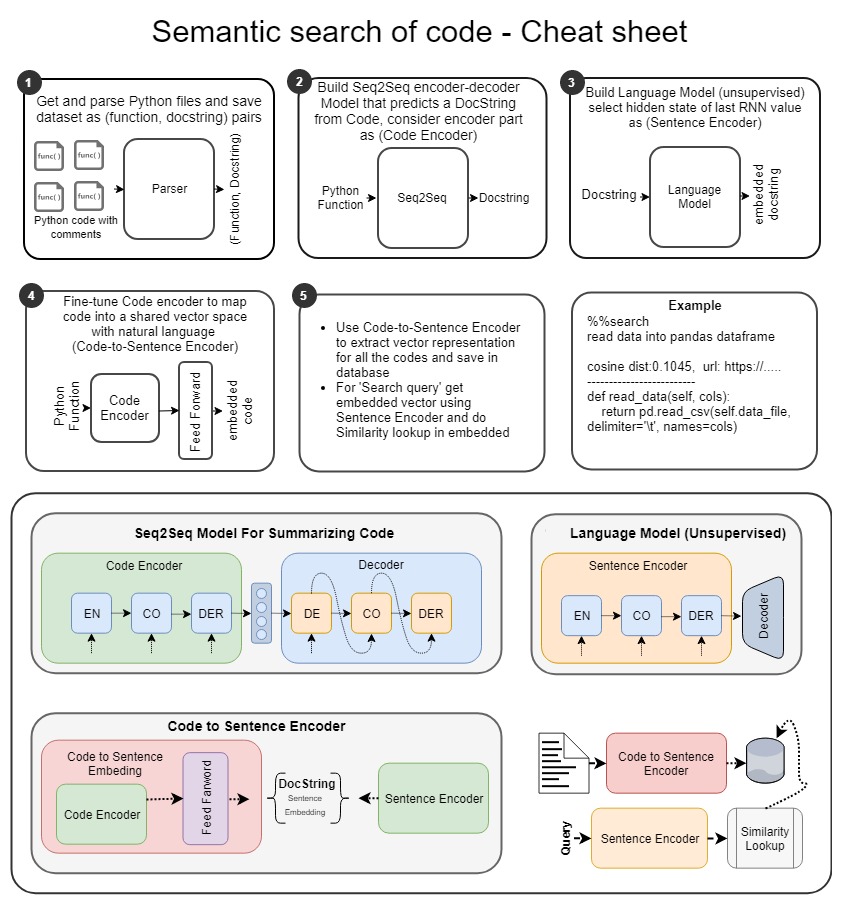 Semantic search of code - Cheat sheet
1
Get and parse Python files and save
dataset as (function, docstring) pairs
func( )
func( )
func( )
func( )
Python code with
comments
Parser
(Function, Docstring)
2
Build Seq2Seq encoder-decoder
Model that predicts a DocString
from Code, consider encoder part
as (Code Encoder)
Python
Function
Seq2Seq
Docstring
3
Build Language Model (unsupervised)
select hidden state of last RNN value
as (Sentence Encoder)
Docstring
Language
Model
embedded
docstring
4
Fine-tune Code encoder to map
code into a shared vector space
with natural language
(Code-to-Sentence Encoder)
Python
Function
Code
Encoder
Feed Forward
embedded
code
5
• Use Code-to-Sentence Encoder
to extract vector representation
for all the codes and save in
database
• For 'Search query' get
embedded vector using
Sentence Encoder and do
Similarity lookup in embedded
Example
%%search
read data into pandas dataframe
cosine dist:0.1045, url: https://.....
--------------------------
def read_data(self, cols):
return pd.read_csv(self.data_file,
delimiter='\t', names=cols)
Seq2Seq Model For Summarizing Code
Code Encoder
EN
CO
DER
Decoder
DE
CO
DER
Language Model (Unsupervised)
Sentence Encoder
EN
CO
DER
Decoder
Code to Sentence Encoder
Code to Sentence
Embeding
Code Encoder
Feed Farword
DocString
Sentence
Embedding
Sentence Encoder
Code to Sentence
Encoder
Query
Sentence Encoder
Similarity
Lookup